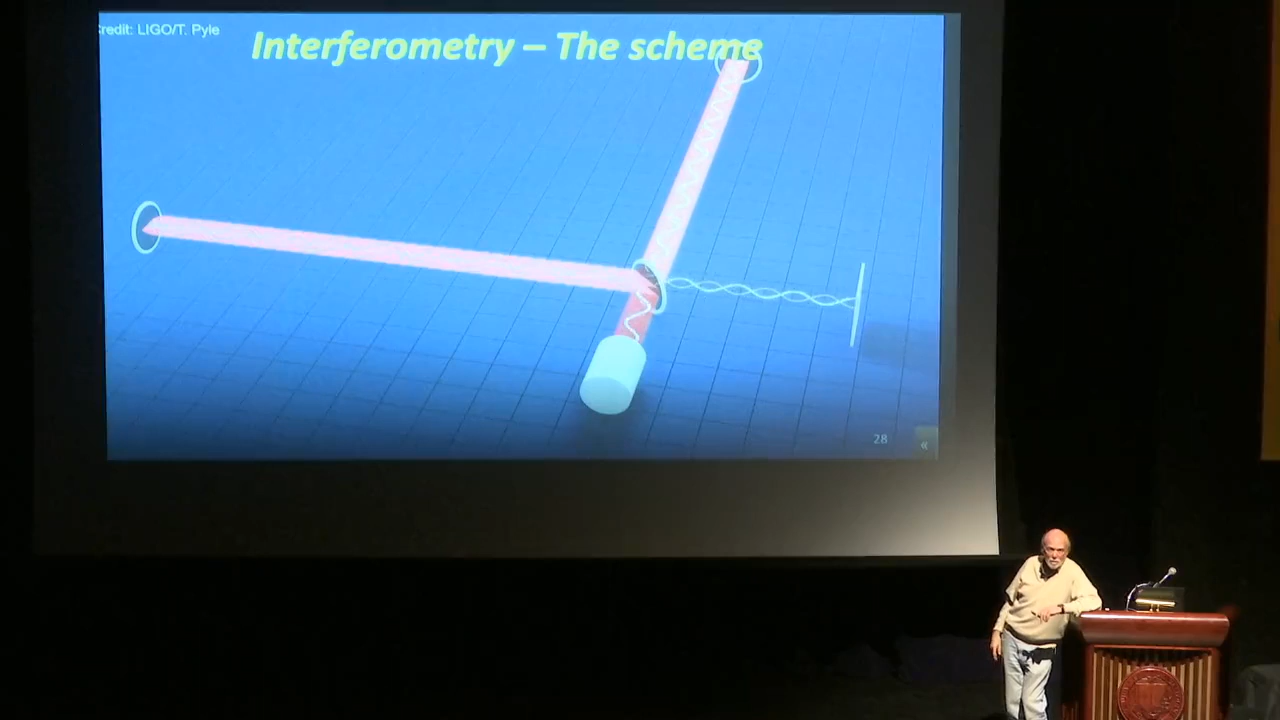 Credit: LIGO/T. Pyle
Interferometry – The scheme
28
«